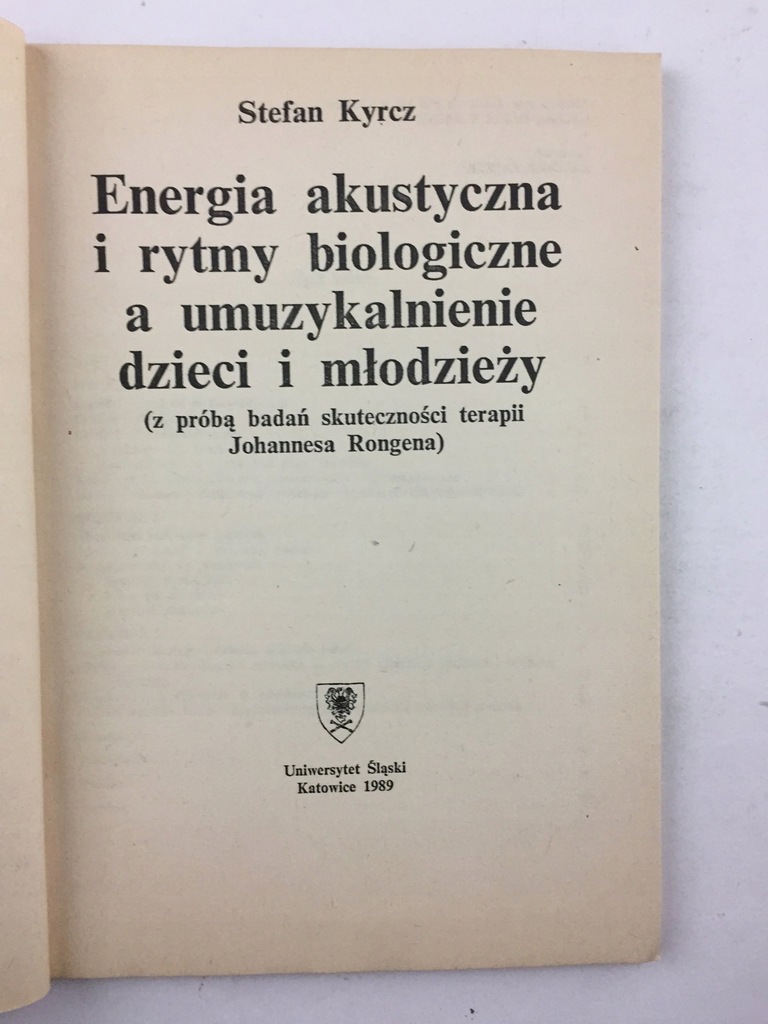 Stefan Kyrcz
Energia akustyczna
i rytmy biologiczne
a umuzykalnienie
dzieci i młodzieży
(z próbą badań skuteczności terapii
Johannesa Rongena)
Uniwersytet Śląski
Katowice 1989